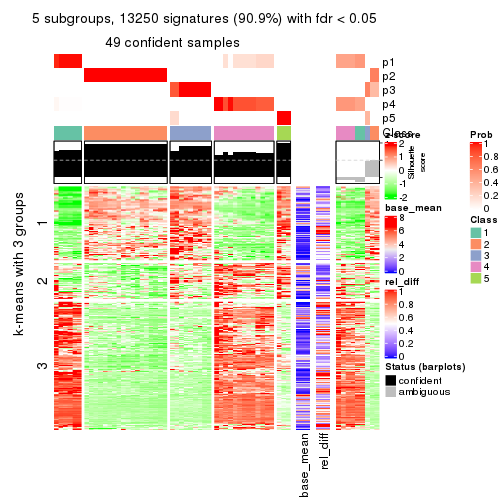 5 subgroups, 13250 signatures (90.9%) with fdr < 0.05
49 confident samples
p1
p2
p3
p4
p5
Class
Silhouette
score
k-means with 3 groups
1
2
3
base_mean
rel_diff
z-score
2
1
0
-1
-2
base_mean
8
6
4
2
0
rel_diff
1
0.8
0.6
0.4
0.2
0
Status (barplots)
confident
ambiguous
Prob
1
0.8
0.6
0.4
0.2
0
Class
1
2
3
4
5